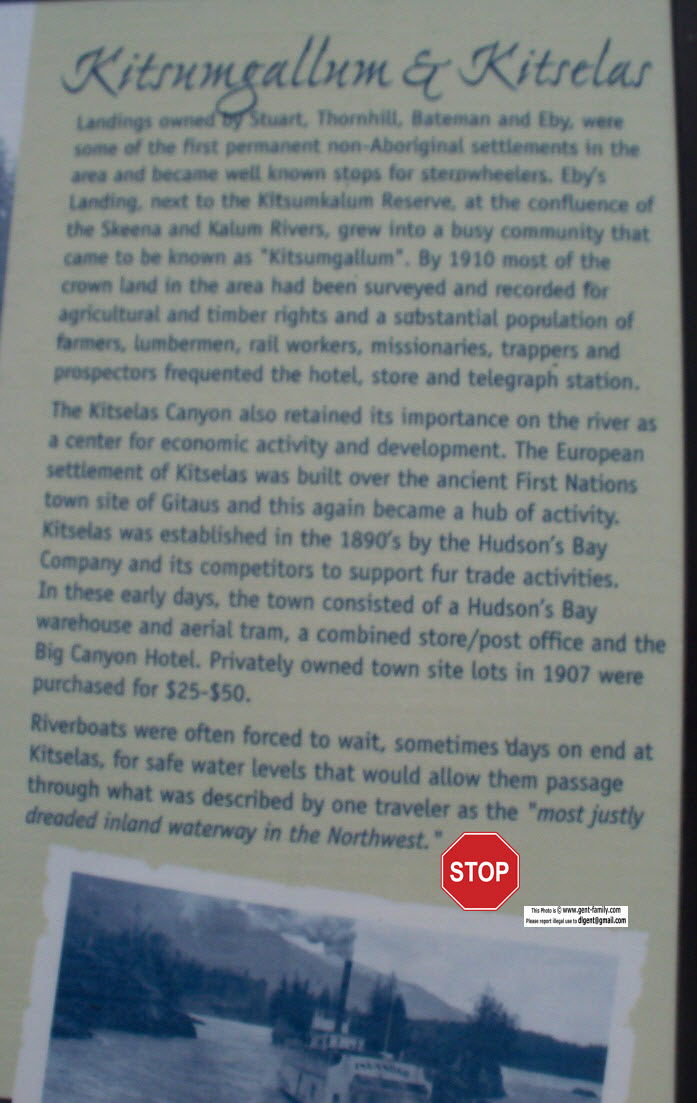 Kitsumgallum & Kitselas
Landings owned by Stuart, Thornhill, Bateman and Eby, were
some of the first permanent non-Aboriginal settlements in the
area and became well known stops for sternwheelers. Eby's
Landing, next to the Kitsumkalum Reserve, at the confluence of
the Skeena and Kalum Rivers, grew into a busy community that
came to be known as "Kitsumgallum". By 1910 most of the
crown land in the area had been surveyed and recorded for
agricultural and timber rights and a substantial population of
farmers, lumbermen, rail workers, missionaries, trappers and
prospectors frequented the hotel, store and telegraph station.
The Kitselas Canyon also retained its importance on the river as
a center for economic activity and development. The European
settlement of Kitselas was built over the ancient First Nations
town site of Gitaus and this again became a hub of activity.
Kitselas was established in the 1890's by the Hudson's Bay
Company and its competitors to support fur trade activities.
In these early days, the town consisted of a Hudson's Bay
warehouse and aerial tram, a combined store/post office and the
Big Canyon Hotel. Privately owned town site lots in 1907 were
purchased for $25-$50.
Riverboats were often forced to wait, sometimes days on end at
Kitselas, for safe water levels that would allow them passage
through what was described by one traveler as the "most justly
dreaded inland waterway in the Northwest."
STOP
This Photo is © www.gent-family.com
Please report illegal use to digent@gmail.com